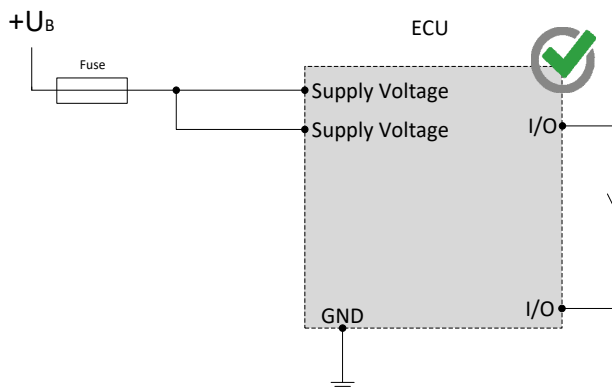 +UB
ECU
Fuse
Supply Voltage
Supply Voltage
I/O
I/O
GND